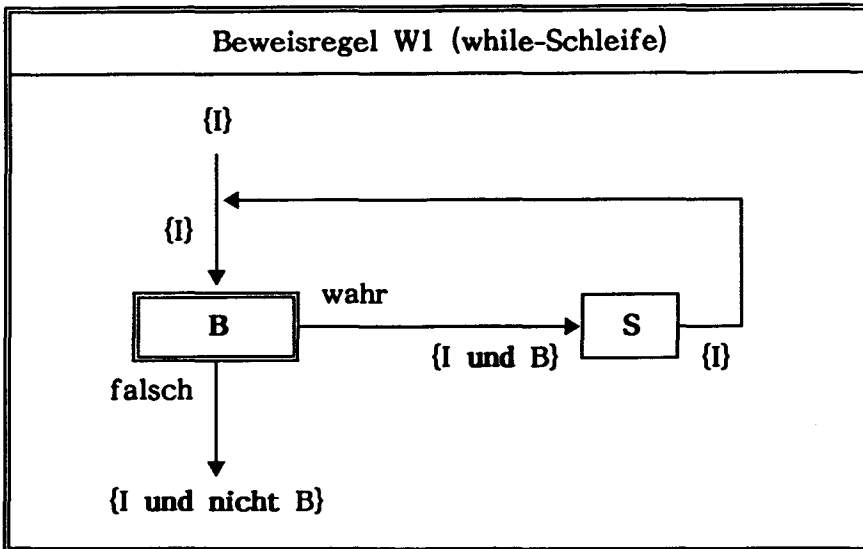 Beweisregel W1 (while-Schleife)
{I}
{I}
wahr
B
S
{I und B}
{I}
falsch
{I und nicht B}